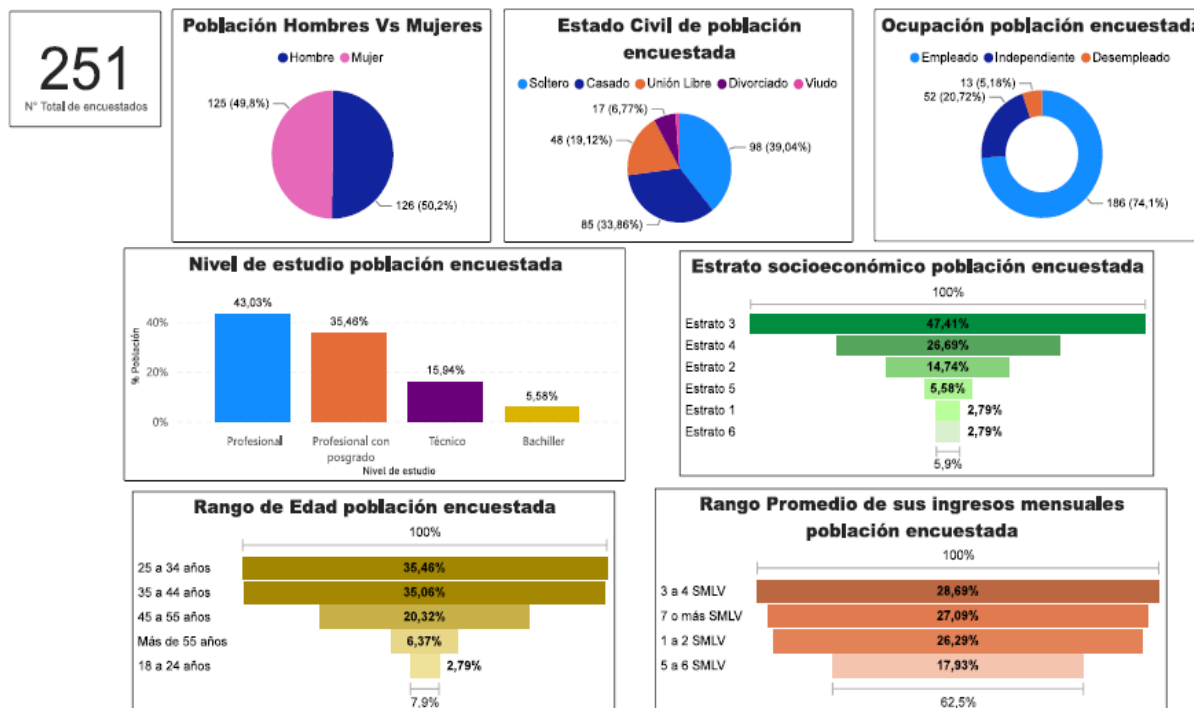 251
N° Total de encuestados
Población Hombres Vs Mujeres
Hombre Mujer
125 (49,8%)
126 (50,2%)
Estado Civil de población
encuestada
Soltero Casado Unión Libre Divorciado Viudo
17 (6,77%)
48 (19,12%)
98 (39,04%)
85 (33,86%)
Ocupación población encuestada
Empleado Independiente Desempleado
13 (5,18%)
52 (20,72%)
186 (74,1%)
Nivel de estudio población encuestada
% Población
43,03%
40%
35,46%
20%
15,94%
5,58%
0%
Profesional
Profesional con
posgrado
Técnico
Bachiller
Nivel de estudio
Estrato socioeconómico población encuestada
100%
Estrato 3 47,41%
Estrato 4 26,69%
Estrato 2 14,74%
Estrato 5 5,58%
Estrato 1 2,79%
Estrato 6 2,79%
5,9%
Rango de Edad población encuestada
100%
25 a 34 años 35,46%
35 a 44 años 35,06%
45 a 55 años 20,32%
Más de 55 años 6,37%
18 a 24 años 2,79%
7,9%
Rango Promedio de sus ingresos mensuales
población encuestada
100%
3 a 4 SMLV 28,69%
7 o más SMLV 27,09%
1 a 2 SMLV 26,29%
5 a 6 SMLV 17,93%
62,5%